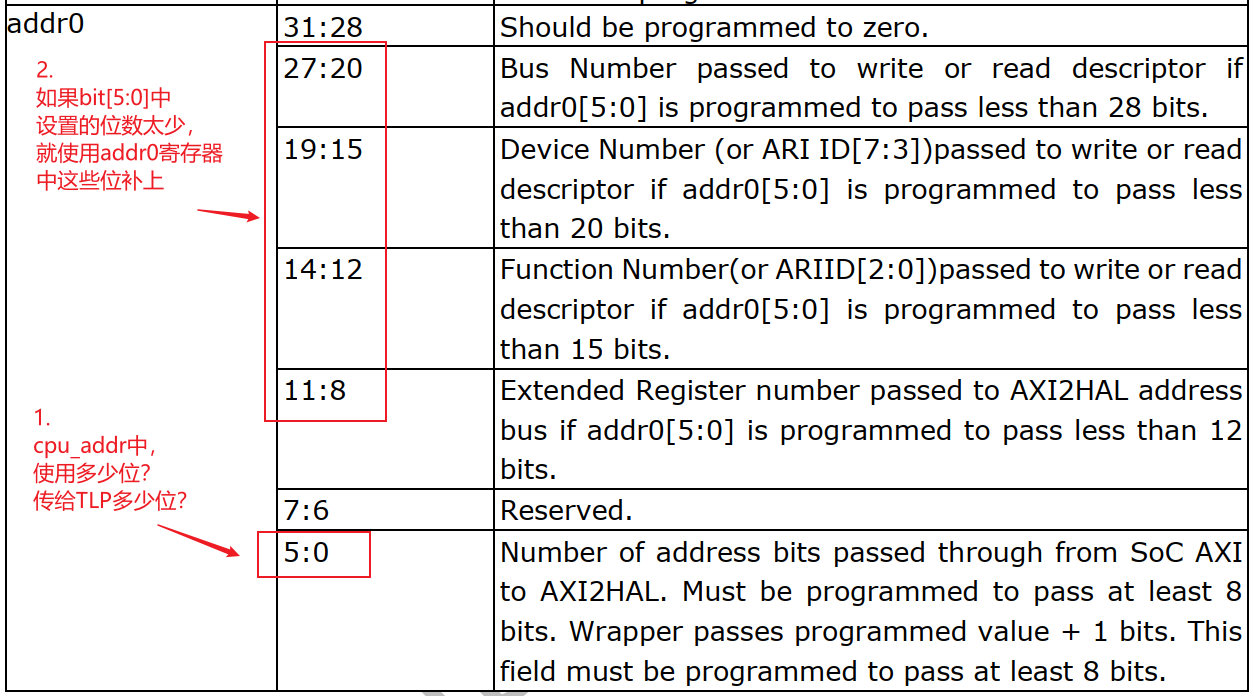 addr0
31:28
Should be programmed to zero.
2.
如果bit[5:0]中
设置的位数太少，
就使用addr0寄存器
中这些位补上
27:20
Bus Number passed to write or read descriptor if
addr0[5:0] is programmed to pass less than 28 bits.
19:15
Device Number (or ARI ID[7:3])passed to write or read
descriptor if addr0[5:0] is programmed to pass less
than 20 bits.
14:12
Function Number(or ARIID[2:0])passed to write or read
descriptor if addr0[5:0] is programmed to pass less
than 15 bits.
11:8
Extended Register number passed to AXI2HAL address
bus if addr0[5:0] is programmed to pass less than 12
bits.
1.
cpu_addr中，
使用多少位？
传给TLP多少位？
7:6
Reserved.
5:0
Number of address bits passed through from SoC AXI
to AXI2HAL. Must be programmed to pass at least 8
bits. Wrapper passes programmed value + 1 bits. This
field must be programmed to pass at least 8 bits.